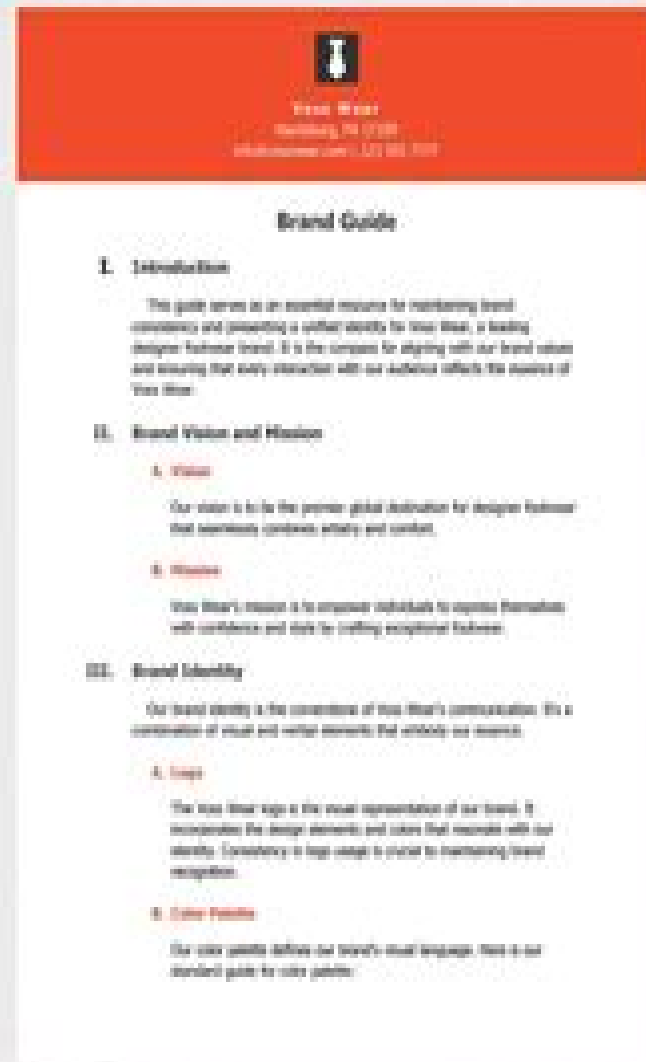 Brand Guide
I. Introduction
This guide serves as an essential resource for maintaining brand
consistency and presenting a unified identity for Wear, a leading
designer footwear brand. It is the compass for aligning with our brand values
and ensuring that every interaction with our audience reflects the essence of
Wear.
II. Brand Vision and Mission
A. Vision
Our vision is to be the premier global destination for designer footwear
that seamlessly combines artistry and comfort.
B. Mission
Wear's mission is to empower individuals to express themselves
with confidence and style by crafting exceptional footwear.
III. Brand Identity
Our brand identity is the cornerstone of Wear's communication. It's a
combination of visual and verbal elements that embody our essence.
A. Logo
The Wear logo is the visual representation of our brand. It
incorporates the design elements and colors that resonate with our
identity. Consistency in logo usage is crucial to maintaining brand
recognition.
B. Color Palette
Our color palette defines our brand's visual language. Here is our
standard guide for color palette: